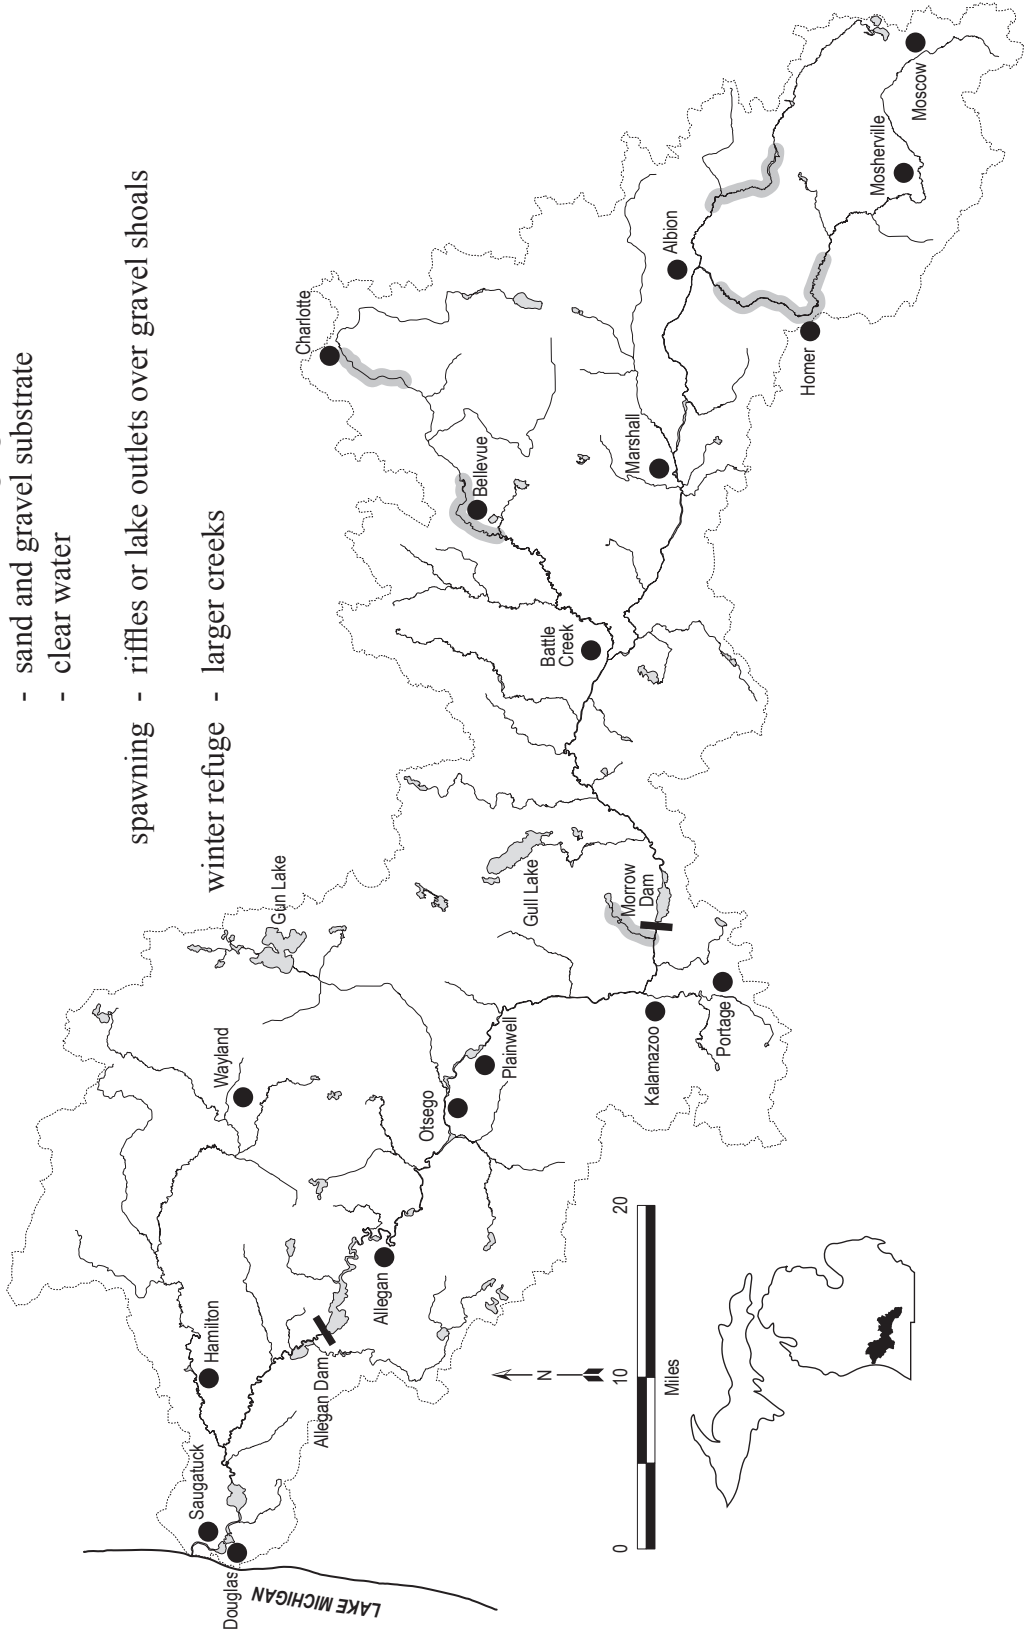 - sand and gravel substrate
- clear water
spawning - riffles or lake outlets over gravel shoals
winter refuge - larger creeks
Charlotte
Gun Lake
Wayland
Hamilton
Saugatuck
Douglas
LAKE MICHIGAN
Allegan Dam
Allegan
Otsego
Plainwell
Gull Lake
Morrow
Dam
Kalamazoo
Portage
Battle
Creek
Bellevue
Marshall
Albion
Homer
Mosherville
Moscow
N
0 10 20
Miles